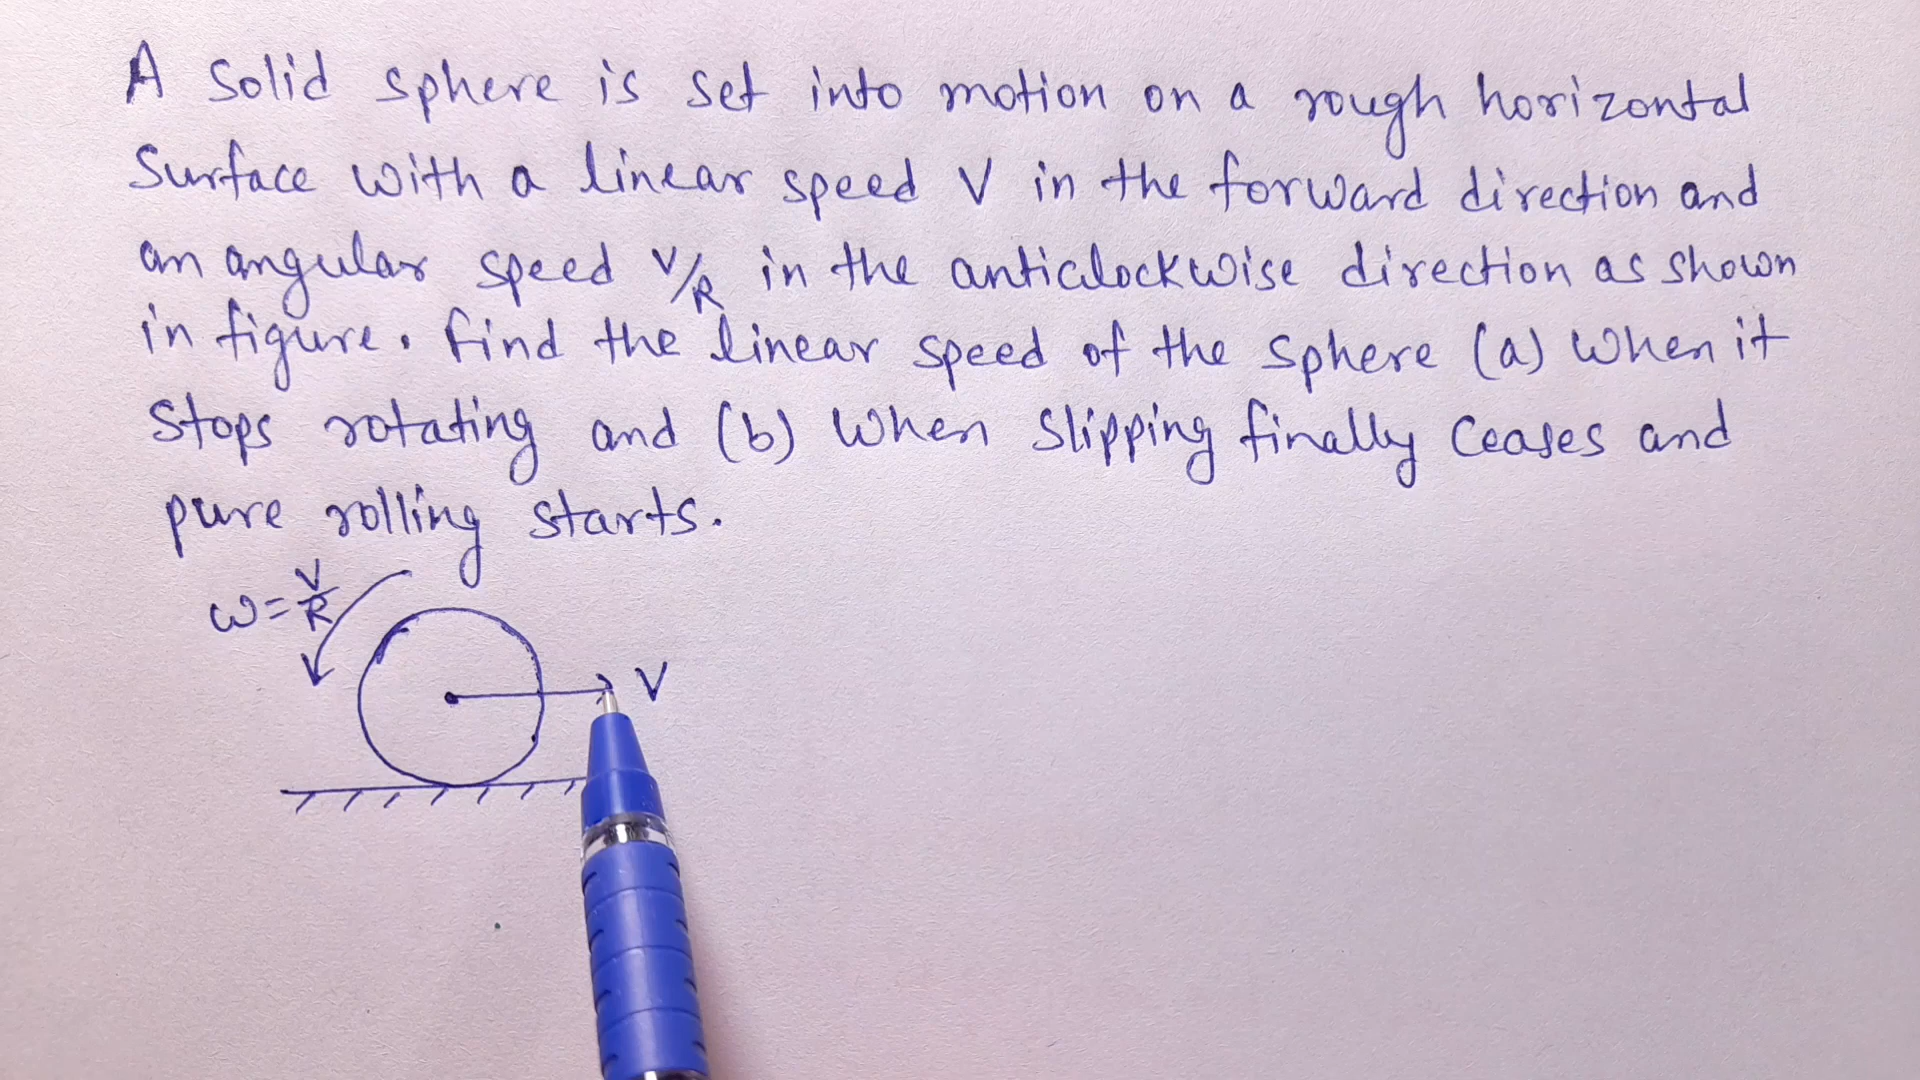 A solid sphere is set into motion on a rough horizontal
Surface with a linear speed V in the forward direction and
an angular speed V/R in the anticlockwise direction as shown
in figure. find the linear speed of the sphere (a) When it
stops rotating and (b) When slipping finally ceases and
pure rolling starts.
ω = V/R
V